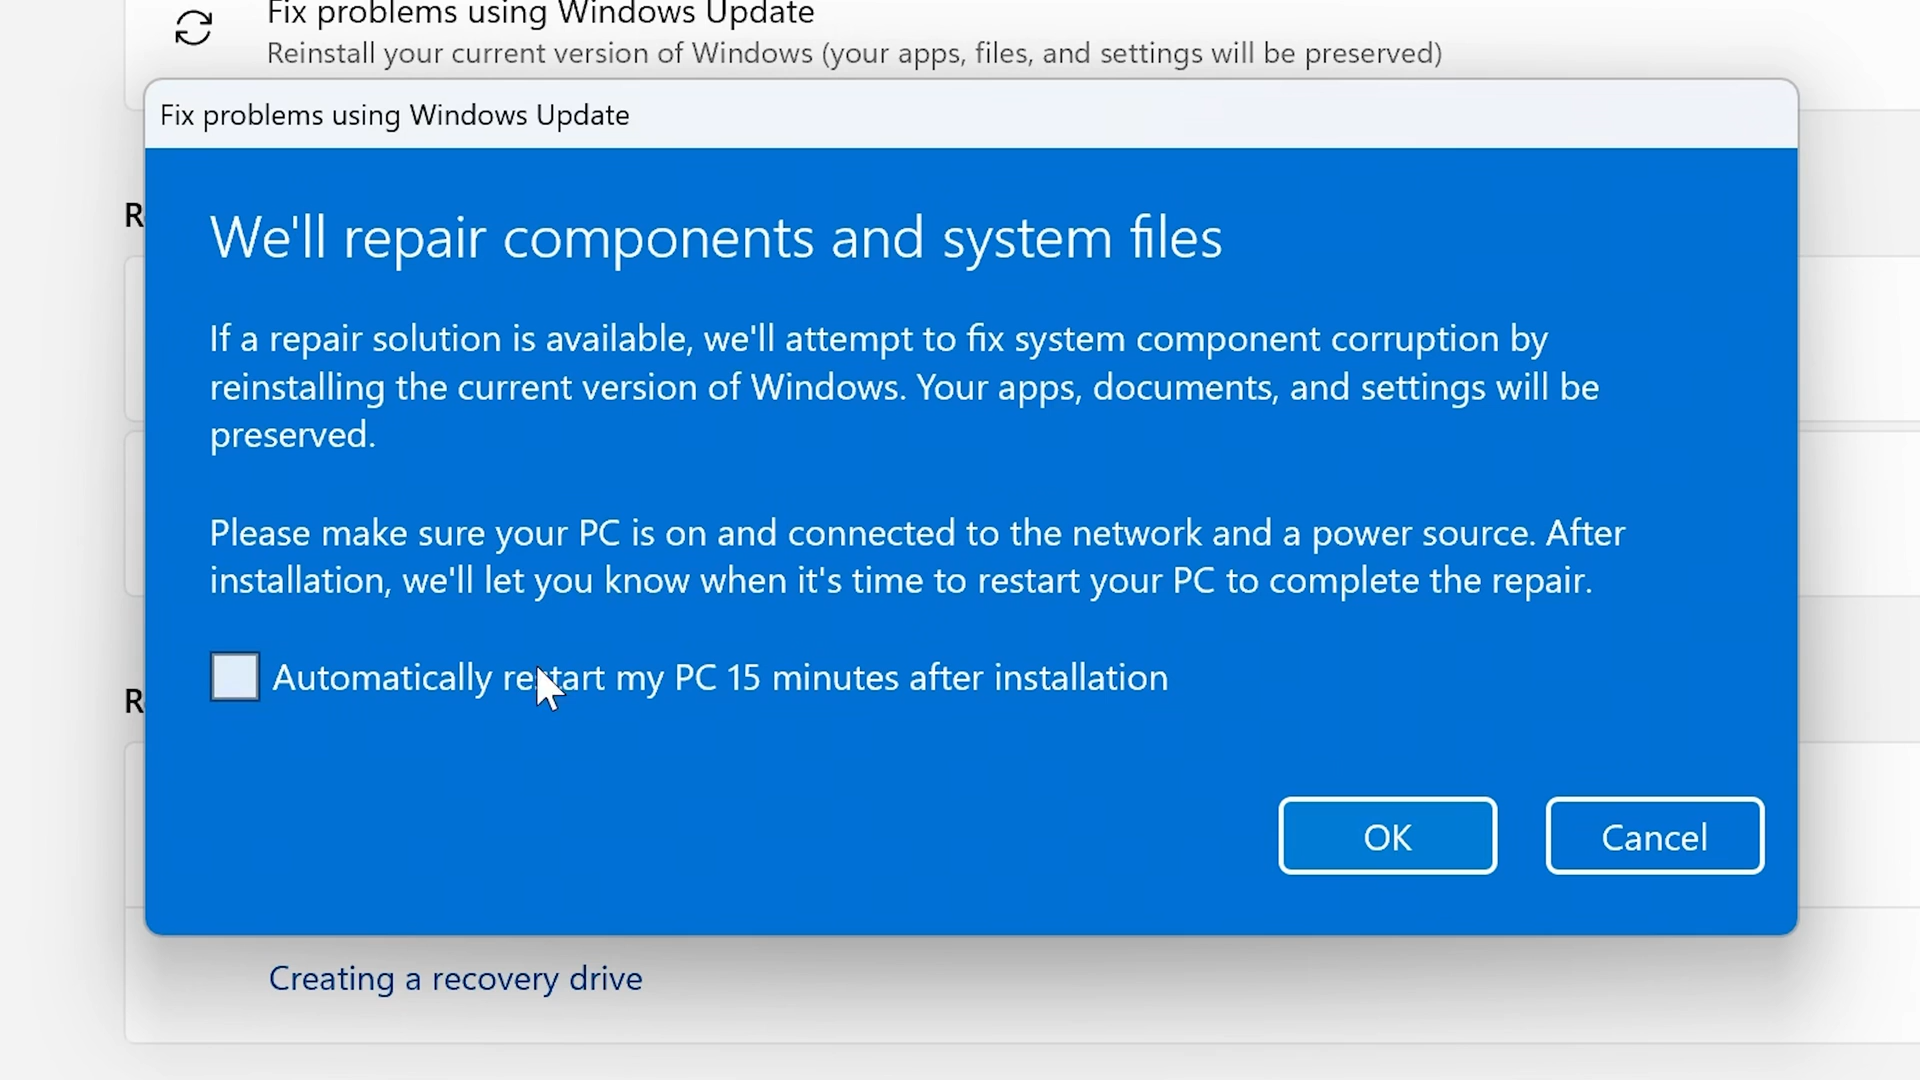 Fix problems using Windows Update
Reinstall your current version of Windows (your apps, files, and settings will be preserved)
Fix problems using Windows Update
We'll repair components and system files
If a repair solution is available, we'll attempt to fix system component corruption by
reinstalling the current version of Windows. Your apps, documents, and settings will be
preserved.
Please make sure your PC is on and connected to the network and a power source. After
installation, we'll let you know when it's time to restart your PC to complete the repair.
Automatically restart my PC 15 minutes after installation
OK
Cancel
Creating a recovery drive